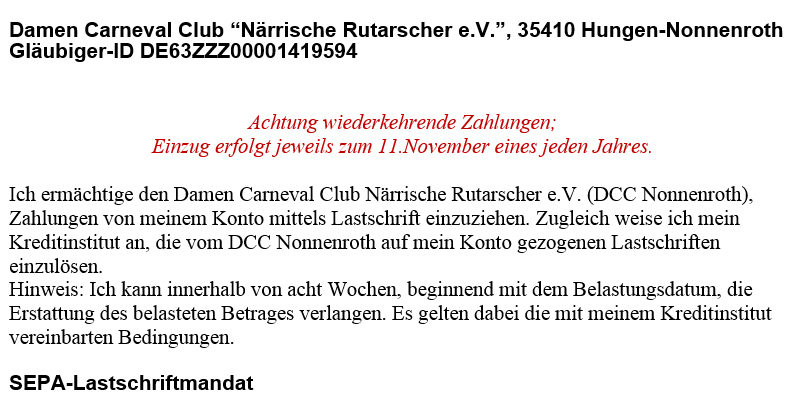 Damen Carneval Club “Närrische Rutarscher e.V.”, 35410 Hungen-Nonnenroth
Gläubiger-ID DE63ZZZ00001419594
Achtung wiederkehrende Zahlungen;
Einzug erfolgt jeweils zum 11.November eines jeden Jahres.
Ich ermächtige den Damen Carneval Club Närrische Rutarscher e.V. (DCC Nonnenroth),
Zahlungen von meinem Konto mittels Lastschrift einzuziehen. Zugleich weise ich mein
Kreditinstitut an, die vom DCC Nonnenroth auf mein Konto gezogenen Lastschriften
einzulösen.
Hinweis: Ich kann innerhalb von acht Wochen, beginnend mit dem Belastungsdatum, die
Erstattung des belasteten Betrages verlangen. Es gelten dabei die mit meinem Kreditinstitut
vereinbarten Bedingungen.
SEPA-Lastschriftmandat